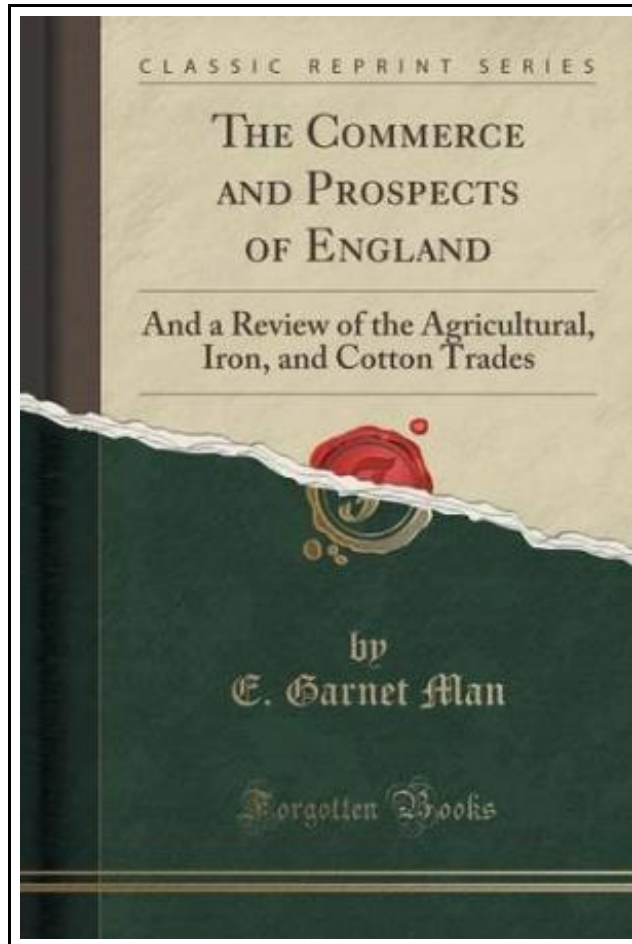 CLASSIC REPRINT SERIES
THE COMMERCE
AND PROSPECTS
OF ENGLAND
And a Review of the Agricultural,
Iron, and Cotton Trades
by
E. Garnet Man
Forgotten Books